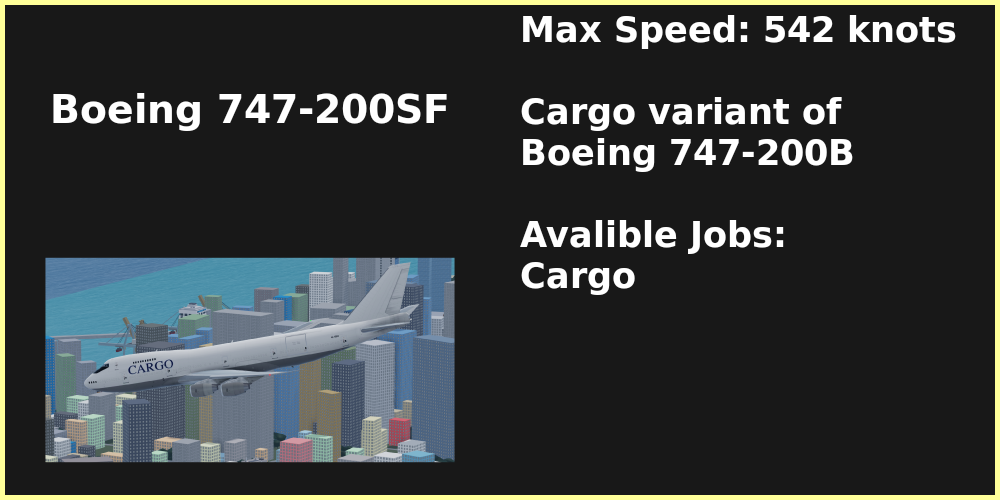 Boeing 747-200SF
Max Speed: 542 knots
Cargo variant of
Boeing 747-200B
Avalible Jobs:
Cargo
CARGO